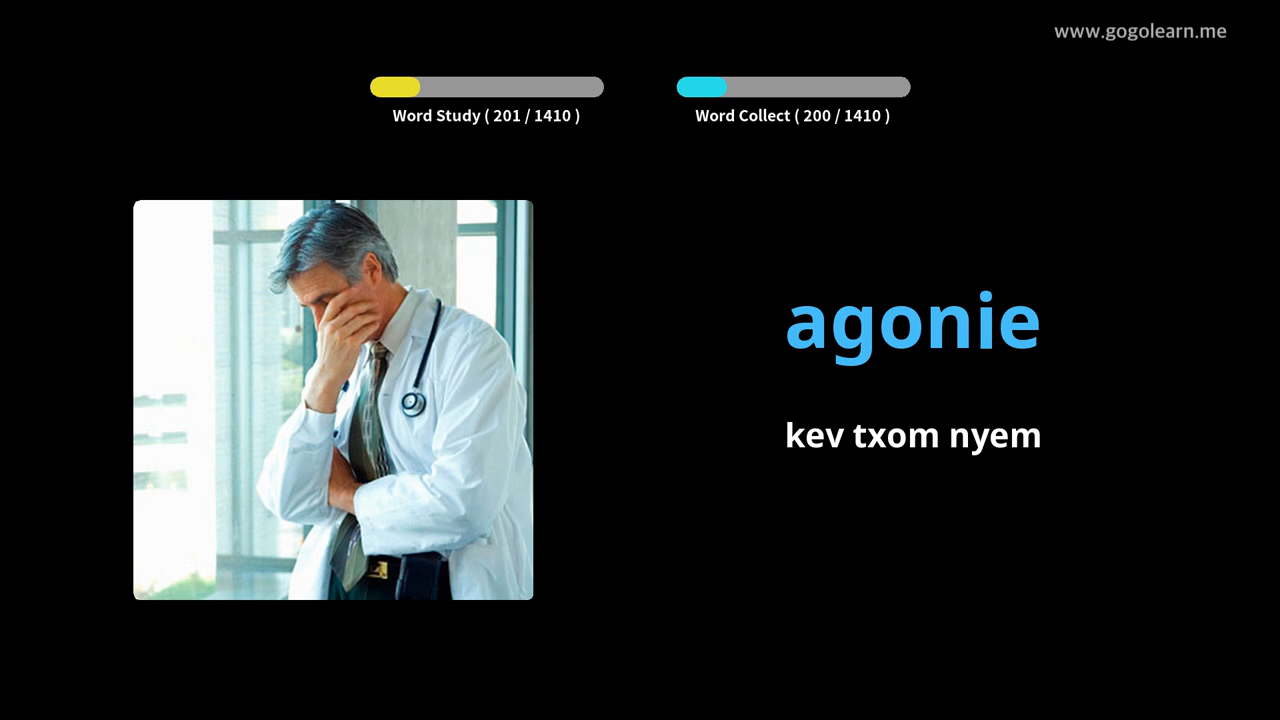 www.gogolearn.me
Word Study ( 201 / 1410 )
Word Collect ( 200 / 1410 )
agonie
kev txom nyem